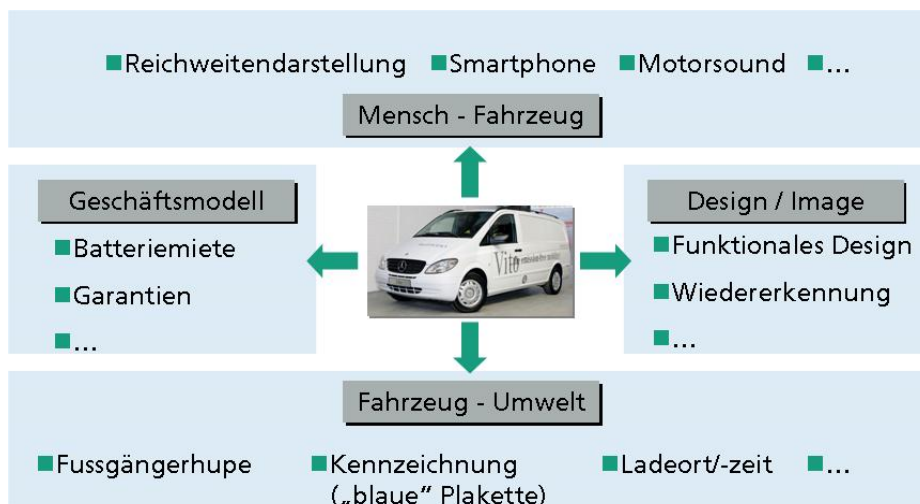 Reichweitendarstellung Smartphone Motorsound ...
Mensch - Fahrzeug
Geschäftsmodell
Batteriemiete
Garantien
...
Vito
Design / Image
Funktionales Design
Wiedererkennung
...
Fahrzeug - Umwelt
Fussgängerhupe Kennzeichnung Ladeort/-zeit ...
(„blaue” Plakette)